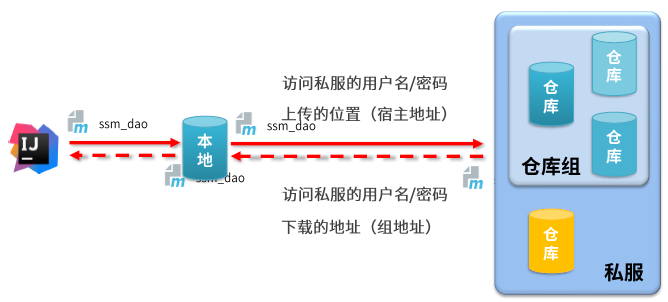 访问私服的用户名/密码
上传的位置（宿主地址）
m
ssm_dao
m
ssm_dao
IJ
本地
m
ssm_dao
m
访问私服的用户名/密码
下载的地址（组地址）
仓库
仓库
仓库
仓库组
仓库
私服